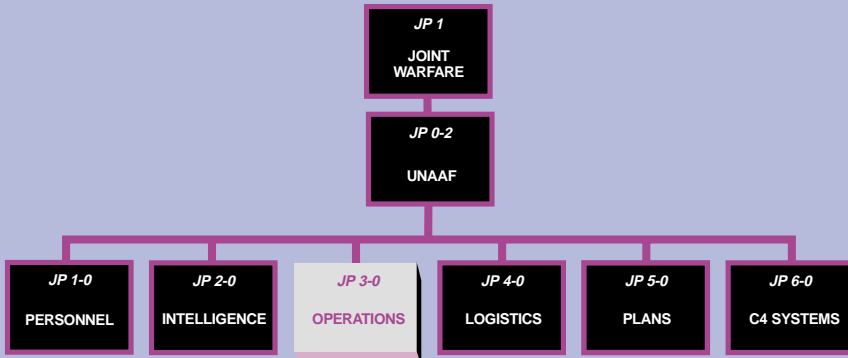 JP 1
JOINT
WARFARE
JP 0-2
UNAAF
JP 1-0
PERSONNEL
JP 2-0
INTELLIGENCE
JP 3-0
OPERATIONS
JP 4-0
LOGISTICS
JP 5-0
PLANS
JP 6-0
C4 SYSTEMS